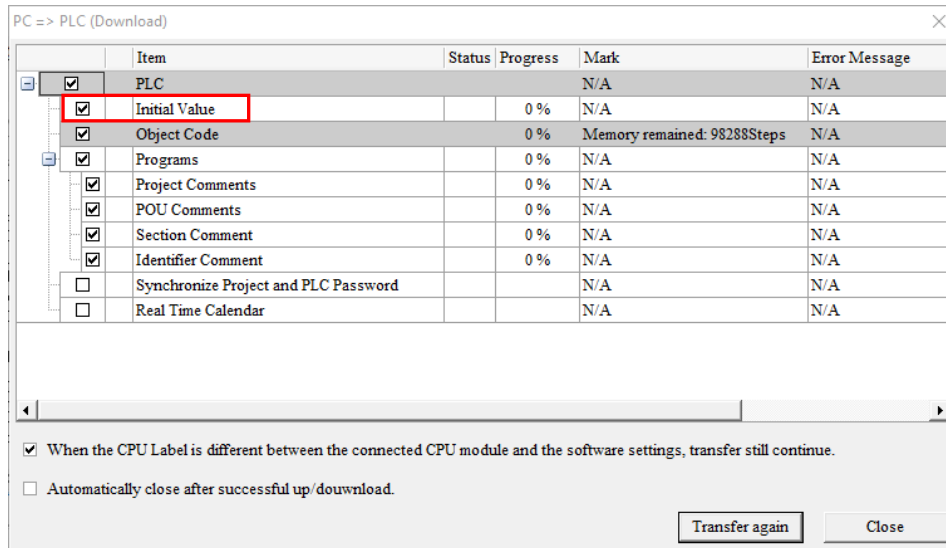 PC => PLC (Download)
Item Status Progress Mark Error Message
PLC N/A N/A
Initial Value 0 % N/A N/A
Object Code 0 % Memory remained: 98288Steps N/A
Programs 0 % N/A N/A
Project Comments 0 % N/A N/A
POU Comments 0 % N/A N/A
Section Comment 0 % N/A N/A
Identifier Comment 0 % N/A N/A
Synchronize Project and PLC Password N/A N/A
Real Time Calendar N/A N/A
When the CPU Label is different between the connected CPU module and the software settings, transfer still continue.
Automatically close after successful up/douwnload.
Transfer again Close